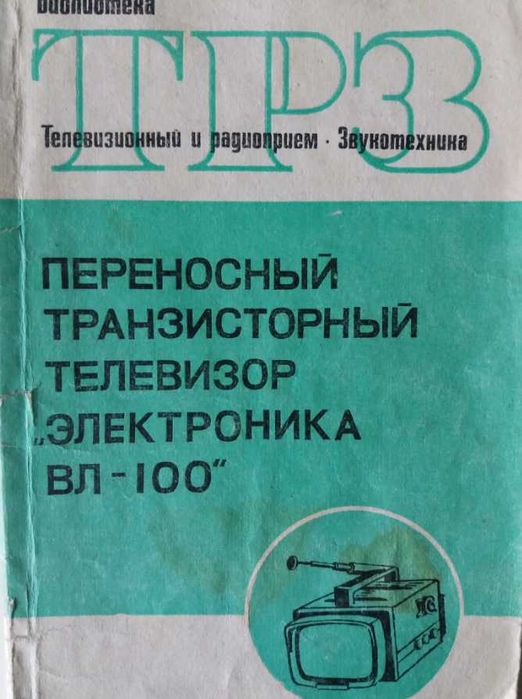 Библиотека
ТРЗ
Телевизионный и радиоприем · Звукотехника
ПЕРЕНОСНЫЙ
ТРАНЗИСТОРНЫЙ
ТЕЛЕВИЗОР
„ЭЛЕКТРОНИКА
ВЛ-100“